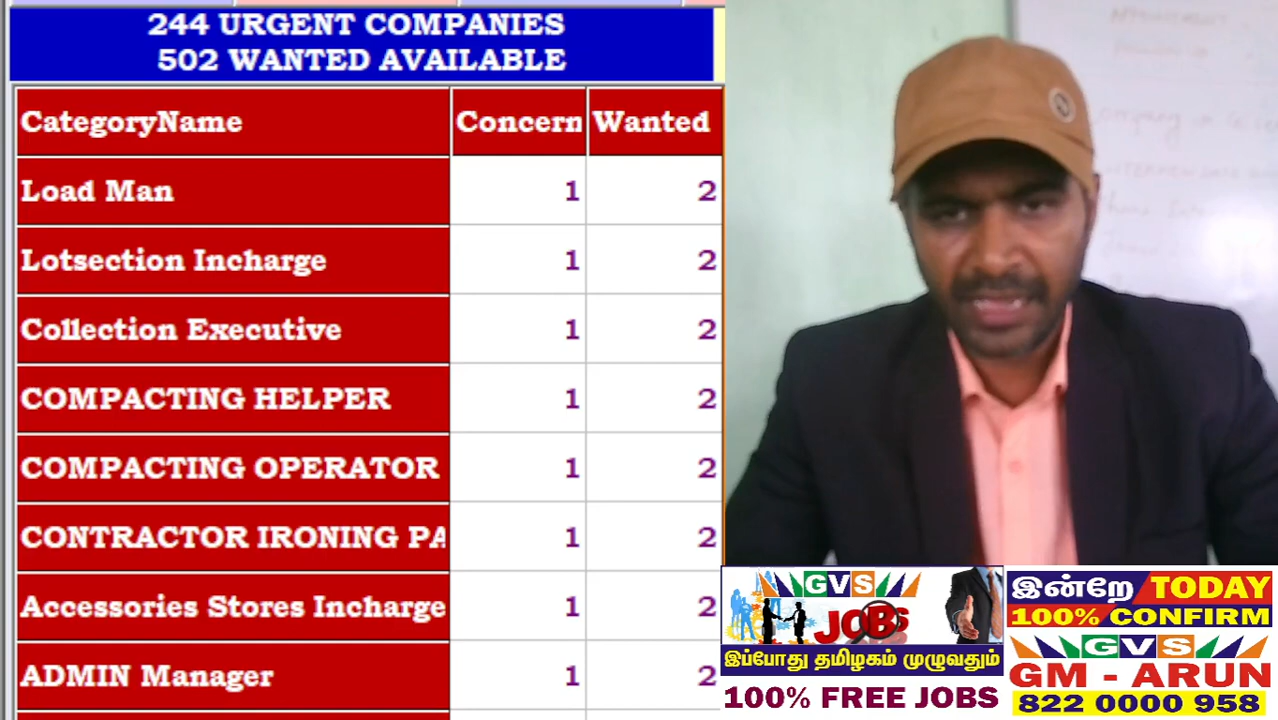 244 URGENT COMPANIES
502 WANTED AVAILABLE
CategoryName Concern Wanted
Load Man 1 2
Lotsection Incharge 1 2
Collection Executive 1 2
COMPACTING HELPER 1 2
COMPACTING OPERATOR 1 2
CONTRACTOR IRONING PA 1 2
Accessories Stores Incharge 1 2
ADMIN Manager 1 2
GVS
JOBS
இப்போது தமிழகம் முழுவதும்
100% FREE JOBS
இன்றே TODAY
100% CONFIRM
GVS
GM - ARUN
822 0000 958